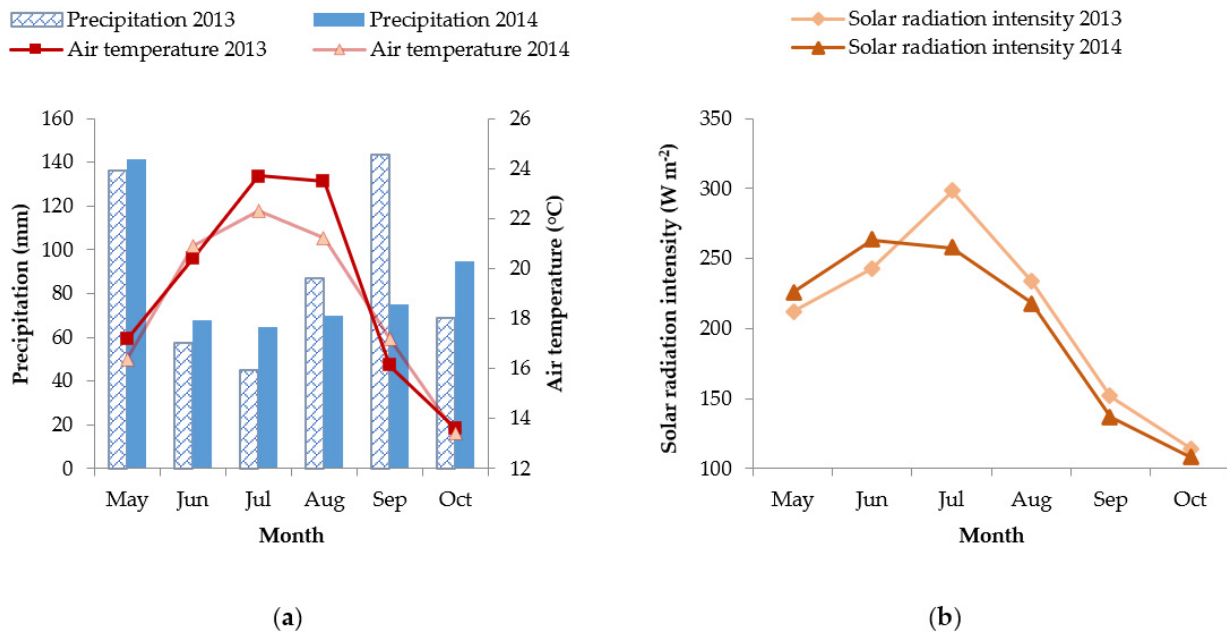 Precipitation 2013
Precipitation 2014
Air temperature 2013
Air temperature 2014
160
140
120
100
80
60
40
20
0
Precipitation (mm)
26
24
22
20
18
16
14
12
Air temperature (°C)
May Jun Jul Aug Sep Oct
Month
(a)
Solar radiation intensity 2013
Solar radiation intensity 2014
350
300
250
200
150
100
Solar radiation intensity (W m⁻²)
May Jun Jul Aug Sep Oct
Month
(b)